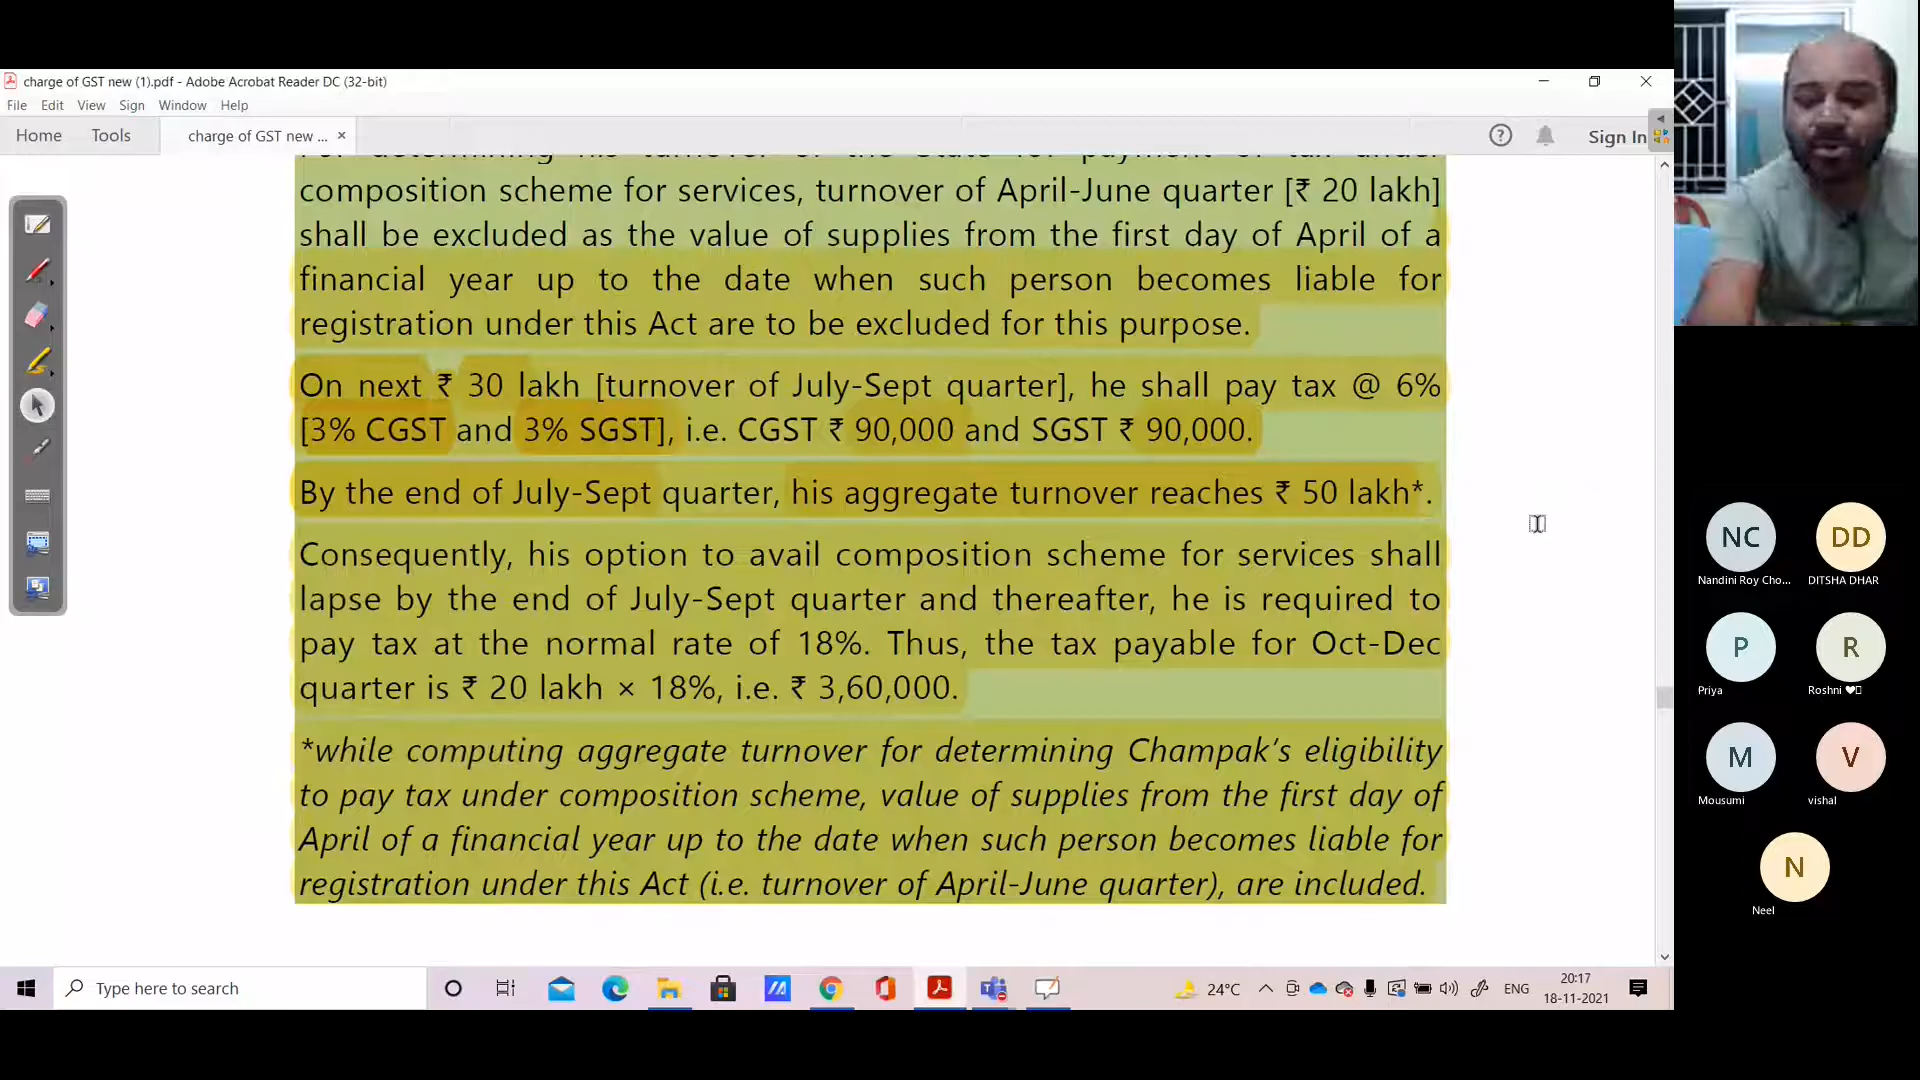 charge of GST new (1).pdf - Adobe Acrobat Reader DC (32-bit)
File Edit View Sign Window Help
Home Tools charge of GST new ... × Sign In
For determining his turnover of the State for payment of tax under
composition scheme for services, turnover of April-June quarter [₹ 20 lakh]
shall be excluded as the value of supplies from the first day of April of a
financial year up to the date when such person becomes liable for
registration under this Act are to be excluded for this purpose.
On next ₹ 30 lakh [turnover of July-Sept quarter], he shall pay tax @ 6%
[3% CGST and 3% SGST], i.e. CGST ₹ 90,000 and SGST ₹ 90,000.
By the end of July-Sept quarter, his aggregate turnover reaches ₹ 50 lakh*.
Consequently, his option to avail composition scheme for services shall
lapse by the end of July-Sept quarter and thereafter, he is required to
pay tax at the normal rate of 18%. Thus, the tax payable for Oct-Dec
quarter is ₹ 20 lakh × 18%, i.e. ₹ 3,60,000.
*while computing aggregate turnover for determining Champak's eligibility
to pay tax under composition scheme, value of supplies from the first day of
April of a financial year up to the date when such person becomes liable for
registration under this Act (i.e. turnover of April-June quarter), are included.
NC DD
Nandini Roy Cho... DITSHA DHAR
P R
Priya Roshni ❤
M V
Mousumi vishal
N
Neel
Type here to search
24°C ENG 20:17
18-11-2021